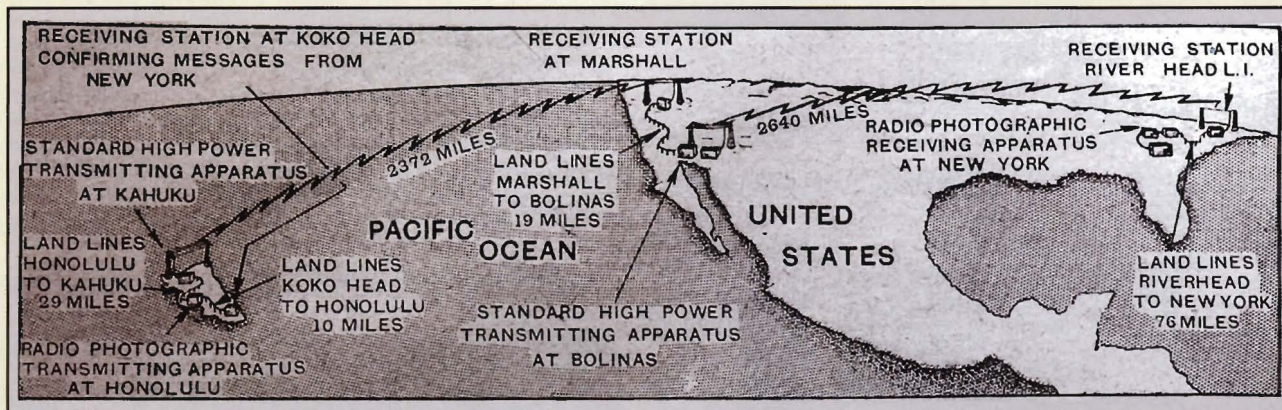 RECEIVING STATION AT KOKO HEAD
CONFIRMING MESSAGES FROM
NEW YORK
STANDARD HIGH POWER
TRANSMITTING APPARATUS
AT KAHUKU
LAND LINES
HONOLULU
TO KAHUKU
29 MILES
RADIO PHOTOGRAPHIC
TRANSMITTING APPARATUS
AT HONOLULU
LAND LINES
KOKO HEAD
TO HONOLULU
10 MILES
2372 MILES
PACIFIC
OCEAN
RECEIVING STATION
AT MARSHALL
LAND LINES
MARSHALL
TO BOLINAS
19 MILES
STANDARD HIGH POWER
TRANSMITTING APPARATUS
AT BOLINAS
2640 MILES
UNITED
STATES
RADIO PHOTOGRAPHIC
RECEIVING APPARATUS
AT NEW YORK
RECEIVING STATION
RIVER HEAD L.I.
LAND LINES
RIVERHEAD
TO NEW YORK
76 MILES